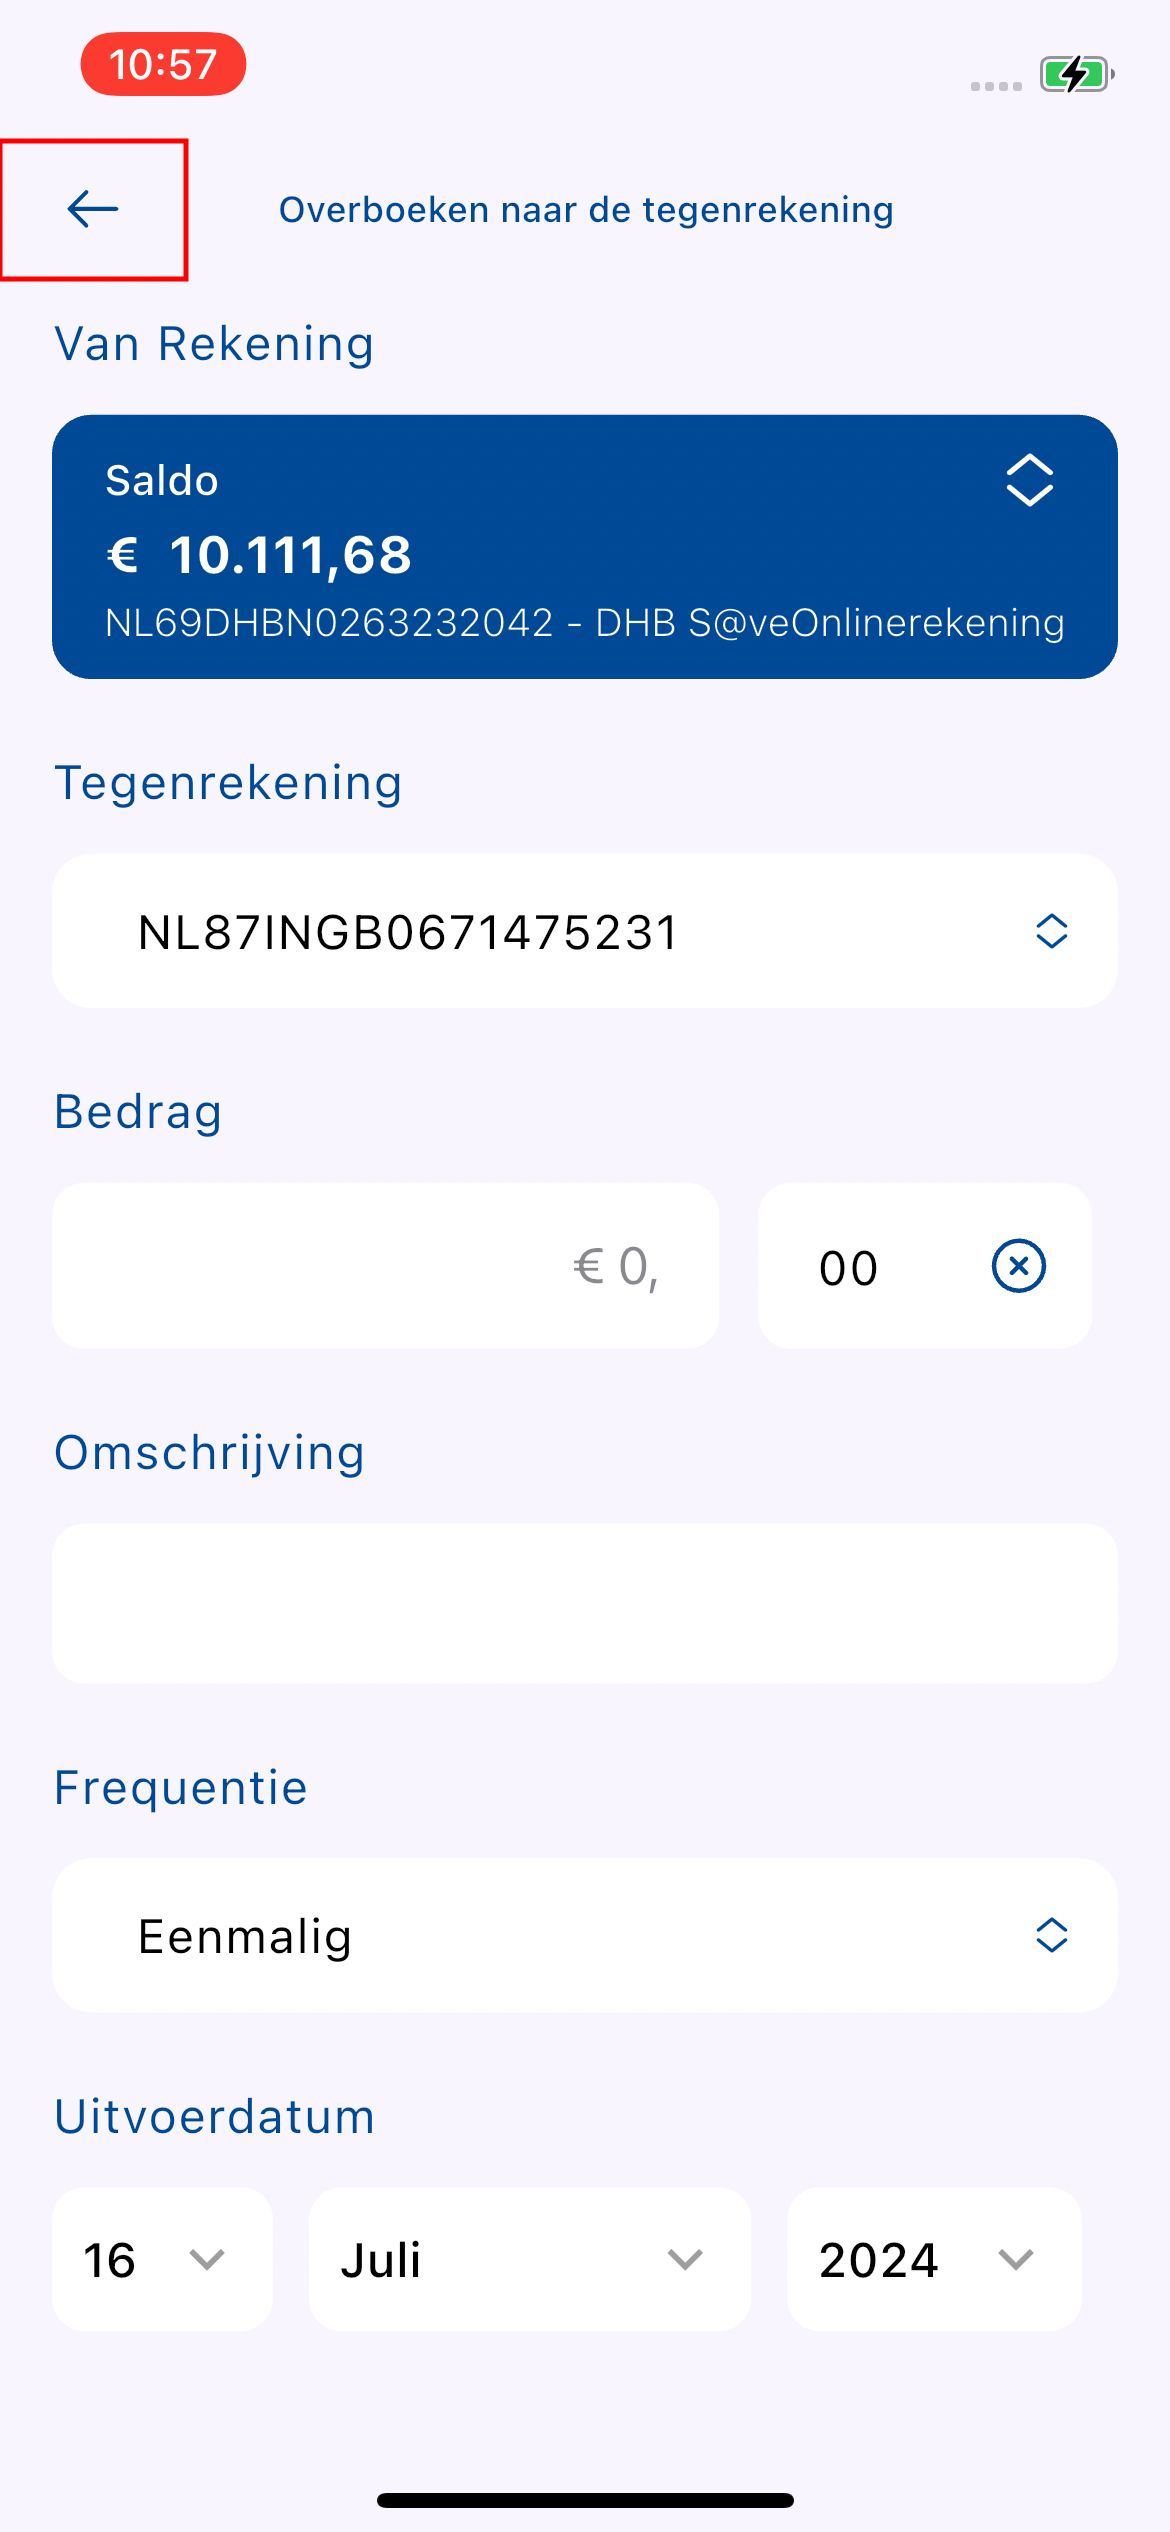 10:57
Overboeken naar de tegenrekening
Van Rekening
Saldo
€ 10.111,68
NL69DHBN0263232042 - DHB S@veOnlinerekening
Tegenrekening
NL87INGB0671475231
Bedrag
€ 0, 00
Omschrijving
Frequentie
Eenmalig
Uitvoerdatum
16 Juli 2024